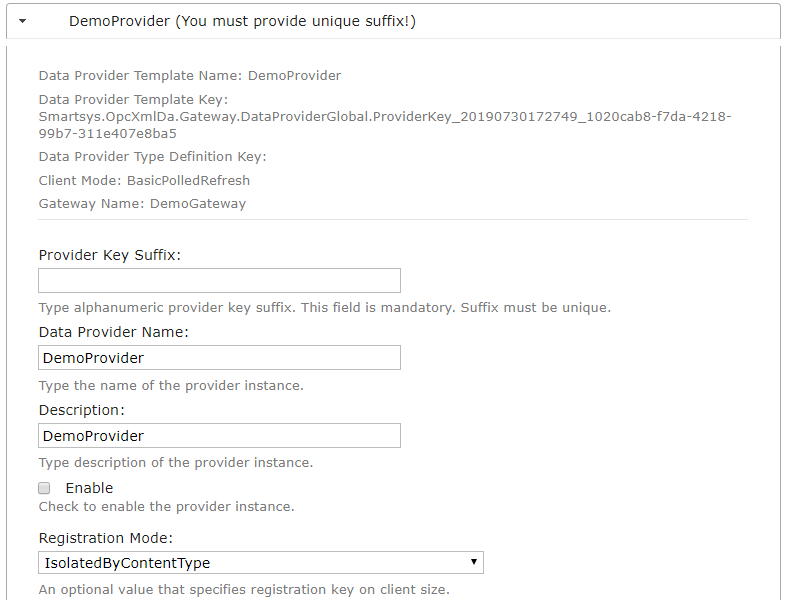 DemoProvider (You must provide unique suffix!)
Data Provider Template Name: DemoProvider
Data Provider Template Key:
Smartsys.OpcXmlDa.Gateway.DataProviderGlobal.ProviderKey_20190730172749_1020cab8-f7da-4218-
99b7-311e407e8ba5
Data Provider Type Definition Key:
Client Mode: BasicPolledRefresh
Gateway Name: DemoGateway
Provider Key Suffix:
Type alphanumeric provider key suffix. This field is mandatory. Suffix must be unique.
Data Provider Name:
DemoProvider
Type the name of the provider instance.
Description:
DemoProvider
Type description of the provider instance.
Enable
Check to enable the provider instance.
Registration Mode:
IsolatedByContentType
An optional value that specifies registration key on client size.